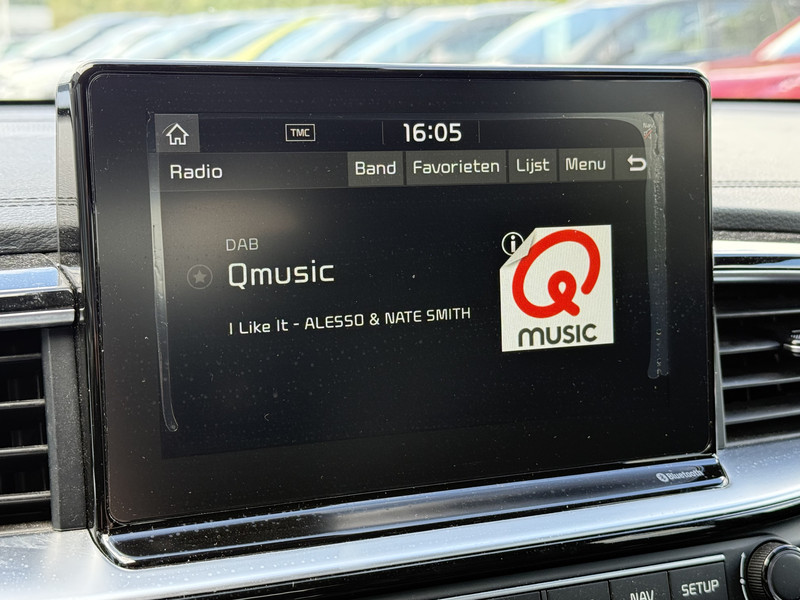 TMC 16:05
Radio Band Favorieten Lijst Menu
DAB
Qmusic
I Like It - ALESSO & NATE SMITH
MUSIC
Bluetooth
NAV SETUP